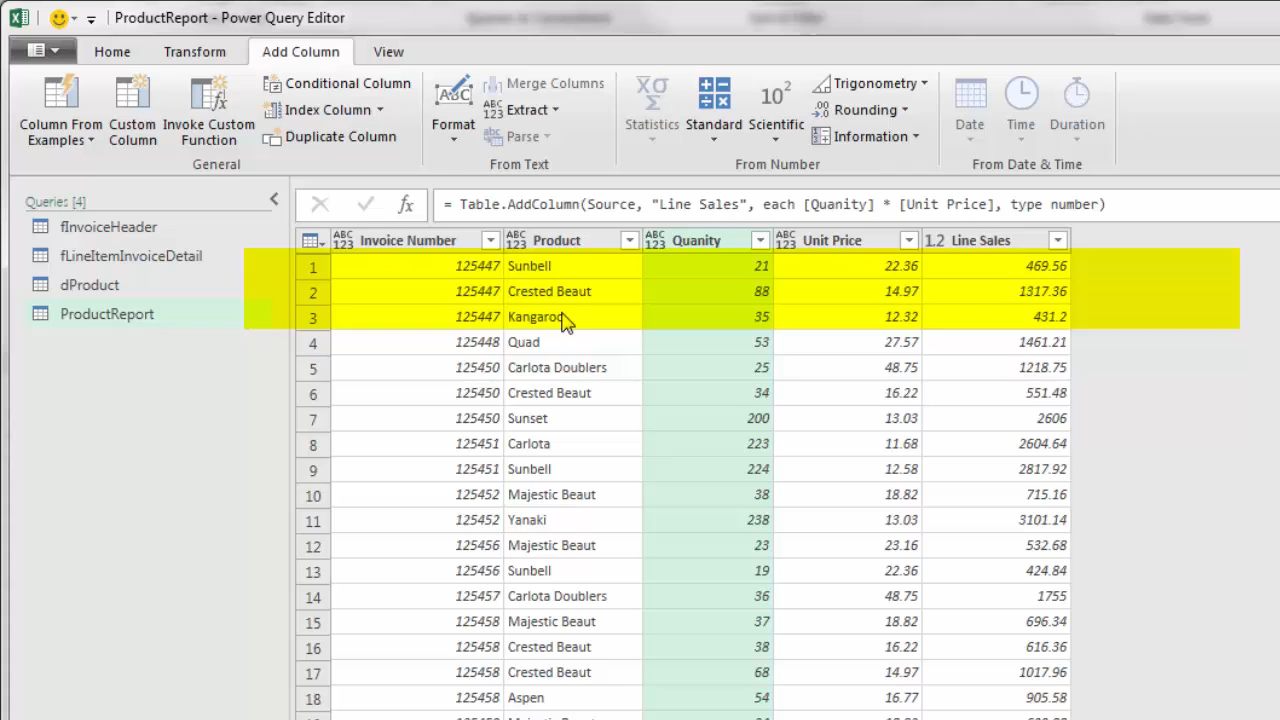 ProductReport - Power Query Editor
Home Transform Add Column View
Column From Examples
Custom Column
Invoke Custom Function
Conditional Column
Index Column
Duplicate Column
General
Format
Merge Columns
Extract
Parse
From Text
Statistics
Standard
Scientific
Trigonometry
Rounding
Information
From Number
Date
Time
Duration
From Date & Time
Queries [4]
fInvoiceHeader
fLineItemInvoiceDetail
dProduct
ProductReport
fx = Table.AddColumn(Source, "Line Sales", each [Quanity] * [Unit Price], type number)
ABC 123 Invoice Number ABC 123 Product ABC 123 Quanity ABC 123 Unit Price 1.2 Line Sales
1 125447 Sunbell 21 22.36 469.56
2 125447 Crested Beaut 88 14.97 1317.36
3 125447 Kangaroo 35 12.32 431.2
4 125448 Quad 53 27.57 1461.21
5 125450 Carlota Doublers 25 48.75 1218.75
6 125450 Crested Beaut 34 16.22 551.48
7 125450 Sunset 200 13.03 2606
8 125451 Carlota 223 11.68 2604.64
9 125451 Sunbell 224 12.58 2817.92
10 125452 Majestic Beaut 38 18.82 715.16
11 125452 Yanaki 238 13.03 3101.14
12 125456 Majestic Beaut 23 23.16 532.68
13 125456 Sunbell 19 22.36 424.84
14 125457 Carlota Doublers 36 48.75 1755
15 125458 Majestic Beaut 37 18.82 696.34
16 125458 Crested Beaut 38 16.22 616.36
17 125458 Crested Beaut 68 14.97 1017.96
18 125458 Aspen 54 16.77 905.58